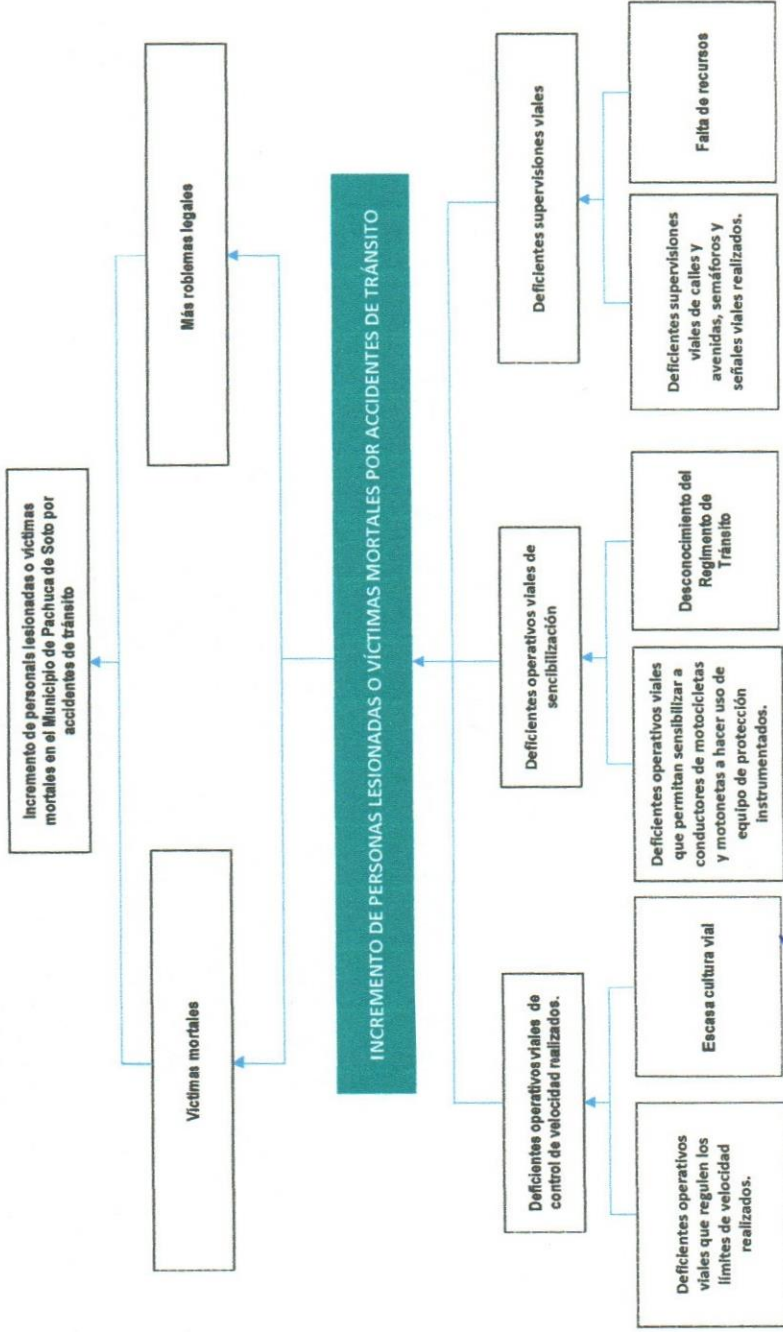 Incremento de personals lesionadas o víctimas
mortales en el Municipio de Pachuca de Soto por
accidentes de tránsito
Víctimas mortales
Más roblemas legales
INCREMENTO DE PERSONAS LESIONADAS O VÍCTIMAS MORTALES POR ACCIDENTES DE TRÁNSITO
Deficientes operativos viales de
control de velocidad realizados.
Deficientes operativos viales de
sencibilización
Deficientes supervisiones viales
Deficientes operativos
viales que regulen los
límites de velocidad
realizados.
Escasa cultura vial
Deficientes operativos viales
que permitan sensibilizar a
conductores de motocicletas
y motonetas a hacer uso de
equipo de protección
instrumentados.
Desconocimiento del
Reglmento de
Tránsito
Deficientes supervisiones
viales de calles y
avenidas, semáforos y
señales viales realizados.
Falta de recursos